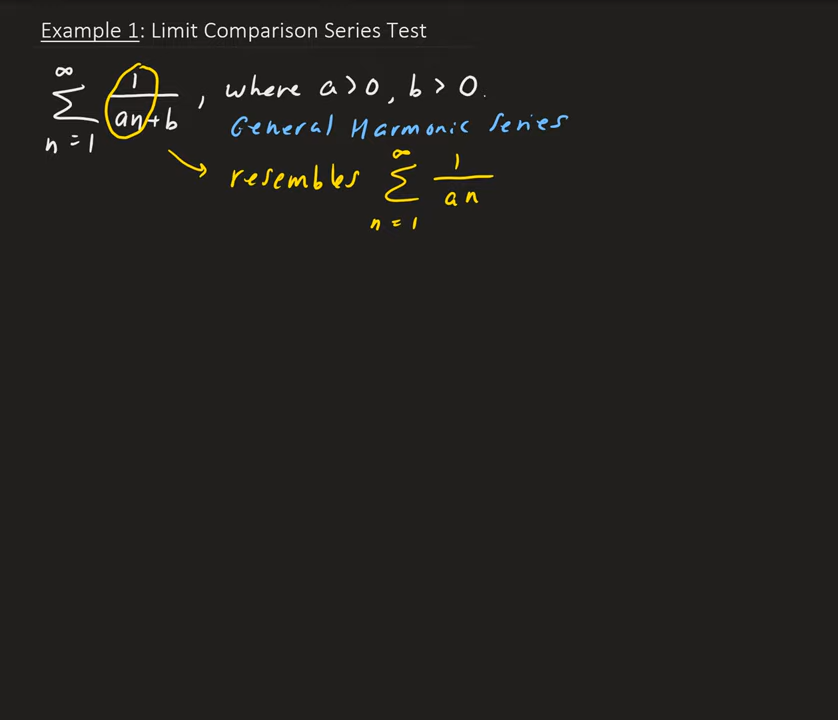 Example 1: Limit Comparison Series Test
∞
∑ 1/(an+b) , where a>0, b>0.
n=1
General Harmonic Series
resembles ∑ 1/(an)
∞
n=1